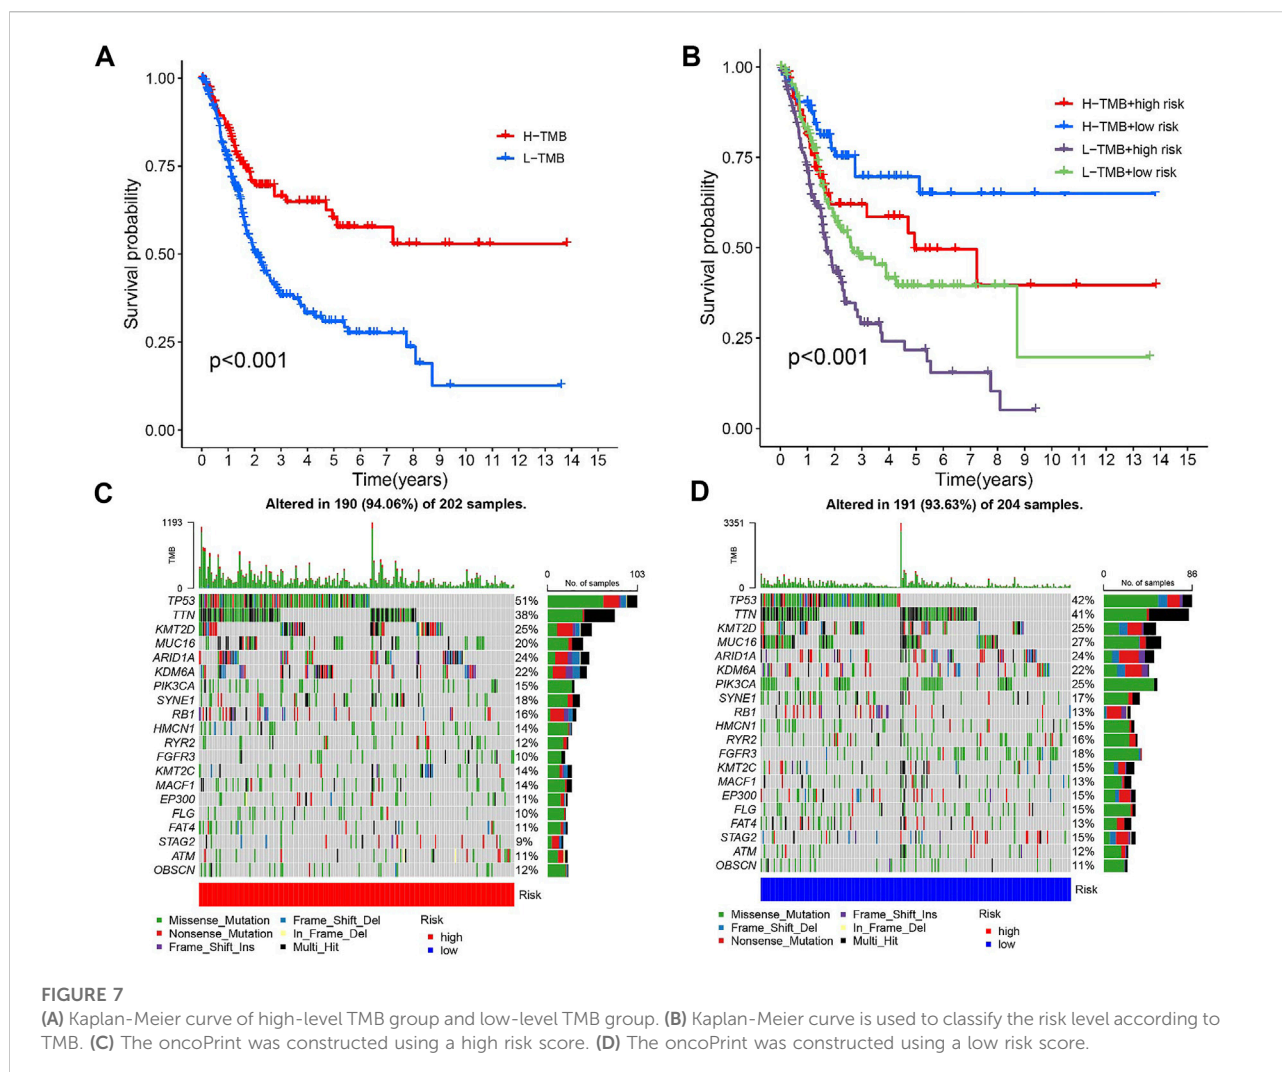 A
1.00
0.75
0.50
0.25
0.00
Survival probability
H-TMB
L-TMB
p<0.001
0 1 2 3 4 5 6 7 8 9 10 11 12 13 14 15
Time(years)
B
1.00
0.75
0.50
0.25
0.00
Survival probability
H-TMB+high risk
H-TMB+low risk
L-TMB+high risk
L-TMB+low risk
p<0.001
0 1 2 3 4 5 6 7 8 9 10 11 12 13 14 15
Time(years)
C
Altered in 190 (94.06%) of 202 samples.
1193
TMB
0
0 103
No. of samples
TP53 51%
TTN 38%
KMT2D 25%
MUC16 20%
ARID1A 24%
KDM6A 22%
PIK3CA 15%
SYNE1 18%
RB1 16%
HMCN1 14%
RYR2 12%
FGFR3 10%
KMT2C 14%
MACF1 14%
EP300 11%
FLG 10%
FAT4 11%
STAG2 9%
ATM 11%
OBSCN 12%
Risk
Missense_Mutation Frame_Shift_Del Risk
Nonsense_Mutation In_Frame_Del high
Frame_Shift_Ins Multi_Hit low
D
Altered in 191 (93.63%) of 204 samples.
3351
TMB
0
0 86
No. of samples
TP53 42%
TTN 41%
KMT2D 25%
MUC16 27%
ARID1A 24%
KDM6A 22%
PIK3CA 25%
SYNE1 17%
RB1 13%
HMCN1 15%
RYR2 16%
FGFR3 18%
KMT2C 15%
MACF1 13%
EP300 15%
FLG 15%
FAT4 13%
STAG2 15%
ATM 12%
OBSCN 11%
Risk
Missense_Mutation Frame_Shift_Ins Risk
Frame_Shift_Del In_Frame_Del high
Nonsense_Mutation Multi_Hit low
FIGURE 7
(A) Kaplan-Meier curve of high-level TMB group and low-level TMB group. (B) Kaplan-Meier curve is used to classify the risk level according to
TMB. (C) The oncoPrint was constructed using a high risk score. (D) The oncoPrint was constructed using a low risk score.